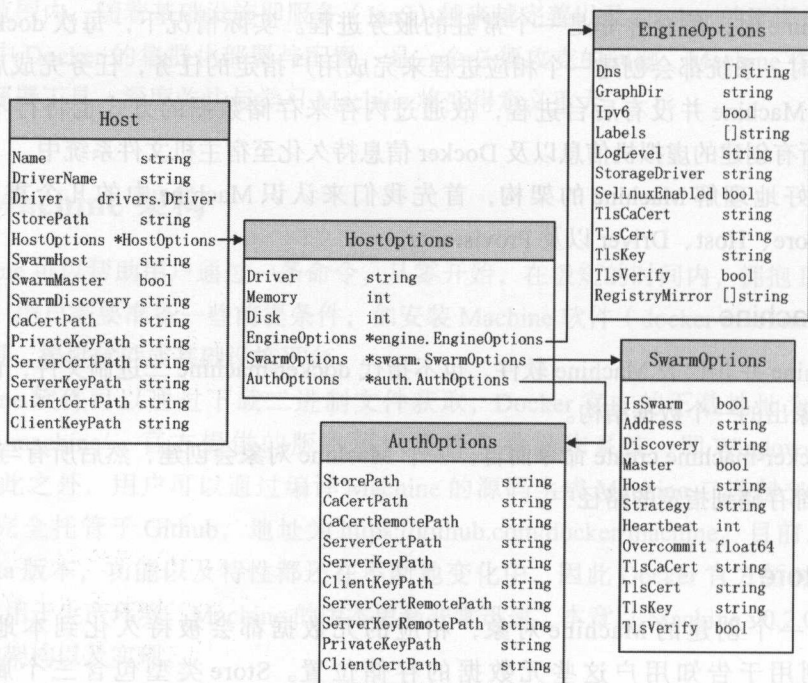 Host
Name string
DriverName string
Driver drivers.Driver
StorePath string
HostOptions *HostOptions
SwarmHost string
SwarmMaster bool
SwarmDiscovery string
CaCertPath string
PrivateKeyPath string
ServerCertPath string
ServerKeyPath string
ClientCertPath string
ClientKeyPath string
HostOptions
Driver string
Memory int
Disk int
EngineOptions *engine.EngineOptions
SwarmOptions *swarm.SwarmOptions
AuthOptions *auth.AuthOptions
EngineOptions
Dns []string
GraphDir string
Ipv6 bool
Labels []string
LogLevel string
StorageDriver string
SelinuxEnabled bool
TlsCaCert string
TlsCert string
TlsKey string
TlsVerify bool
RegistryMirror []string
SwarmOptions
IsSwarm bool
Address string
Discovery string
Master bool
Host string
Strategy string
Heartbeat int
Overcommit float64
TlsCaCert string
TlsCert string
TlsKey string
TlsVerify bool
AuthOptions
StorePath string
CaCertPath string
CaCertRemotePath string
ServerCertPath string
ServerKeyPath string
ClientKeyPath string
ServerCertRemotePath string
ServerKeyRemotePath string
PrivateKeyPath string
ClientCertPath string